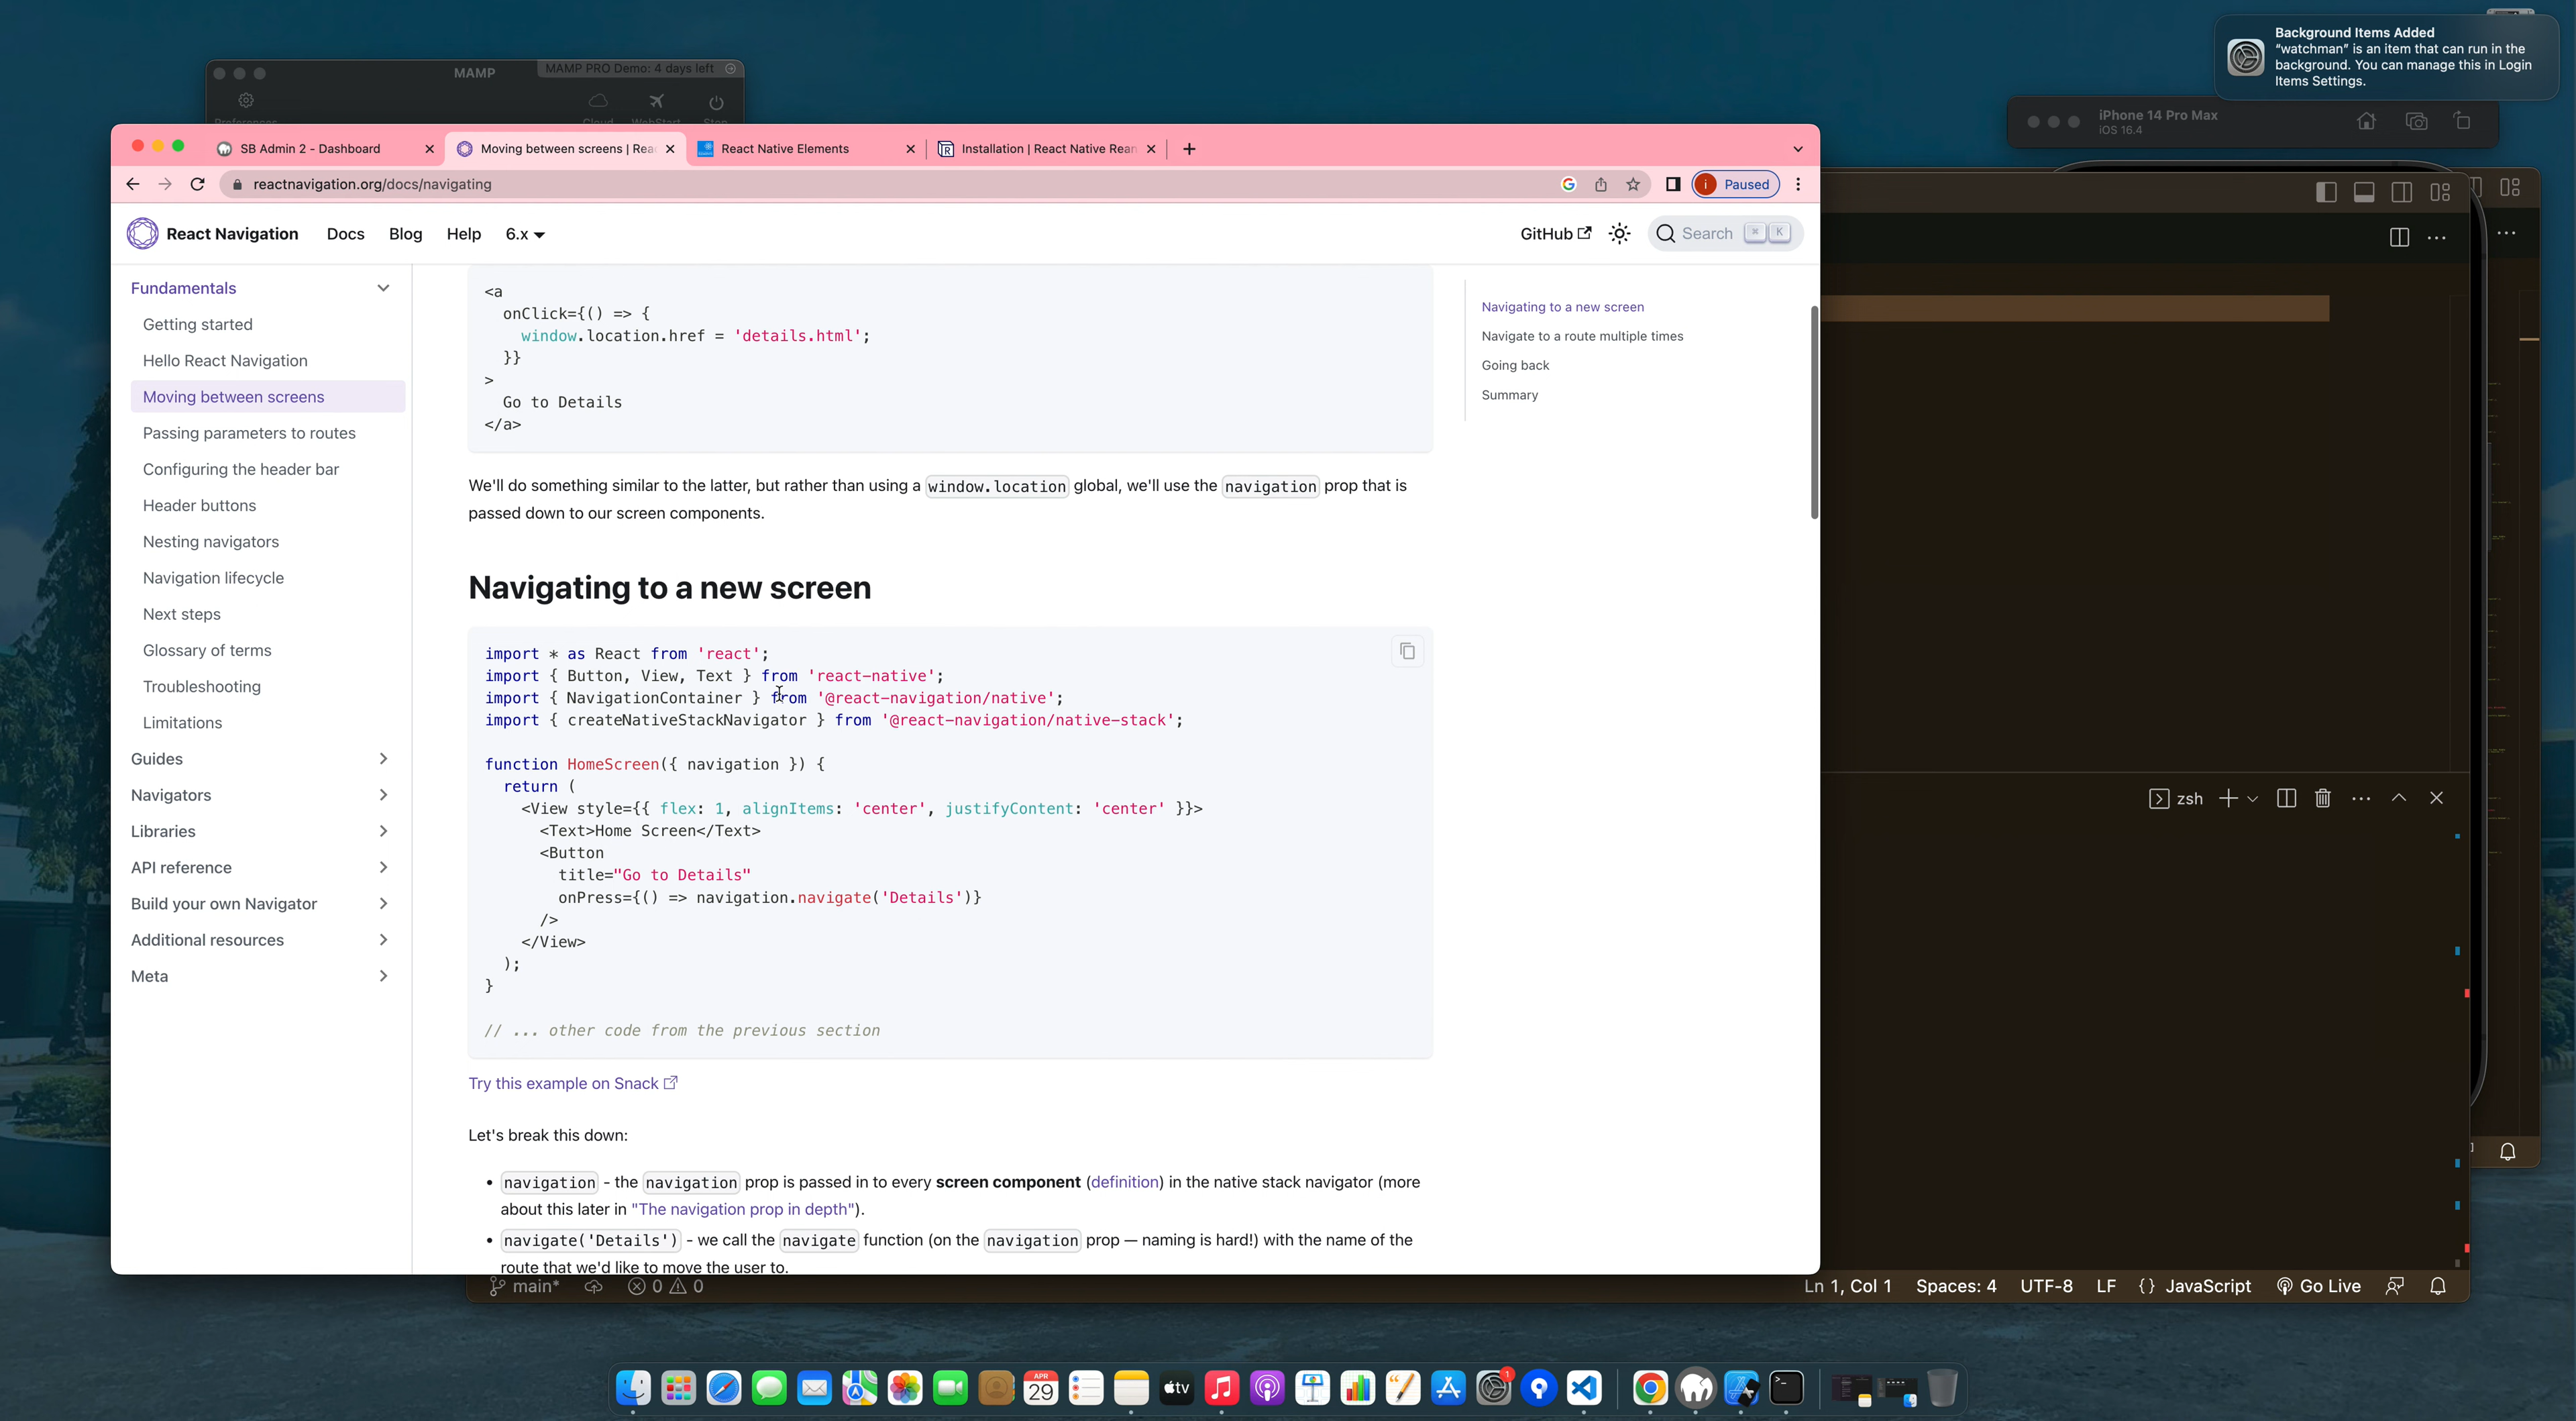 Background Items Added
“watchman” is an item that can run in the
background. You can manage this in Login
Items Settings.
MAMP
MAMP PRO Demo: 4 days left
Preferences
Cloud
WebStart
Stop
iPhone 14 Pro Max
iOS 16.4
SB Admin 2 - Dashboard
Moving between screens | Rea
React Native Elements
Installation | React Native Rean
reactnavigation.org/docs/navigating
i
Paused
React Navigation
Docs
Blog
Help
6.x
GitHub
Search
⌘ K
Fundamentals
Getting started
Hello React Navigation
Moving between screens
Passing parameters to routes
Configuring the header bar
Header buttons
Nesting navigators
Navigation lifecycle
Next steps
Glossary of terms
Troubleshooting
Limitations
Guides
Navigators
Libraries
API reference
Build your own Navigator
Additional resources
Meta
<a
onClick={() => {
window.location.href = 'details.html';
}}
>
Go to Details
</a>
We'll do something similar to the latter, but rather than using a window.location global, we'll use the navigation prop that is
passed down to our screen components.
Navigating to a new screen
import * as React from 'react';
import { Button, View, Text } from 'react-native';
import { NavigationContainer } from '@react-navigation/native';
import { createNativeStackNavigator } from '@react-navigation/native-stack';
function HomeScreen({ navigation }) {
return (
<View style={{ flex: 1, alignItems: 'center', justifyContent: 'center' }}>
<Text>Home Screen</Text>
<Button
title="Go to Details"
onPress={() => navigation.navigate('Details')}
/>
</View>
);
}
// ... other code from the previous section
Try this example on Snack
Let's break this down:
• navigation - the navigation prop is passed in to every screen component (definition) in the native stack navigator (more
about this later in "The navigation prop in depth").
• navigate('Details') - we call the navigate function (on the navigation prop — naming is hard!) with the name of the
route that we'd like to move the user to.
Navigating to a new screen
Navigate to a route multiple times
Going back
Summary
zsh
main*
0
0
Ln 1, Col 1
Spaces: 4
UTF-8
LF
{} JavaScript
Go Live
APR
29
tv
1